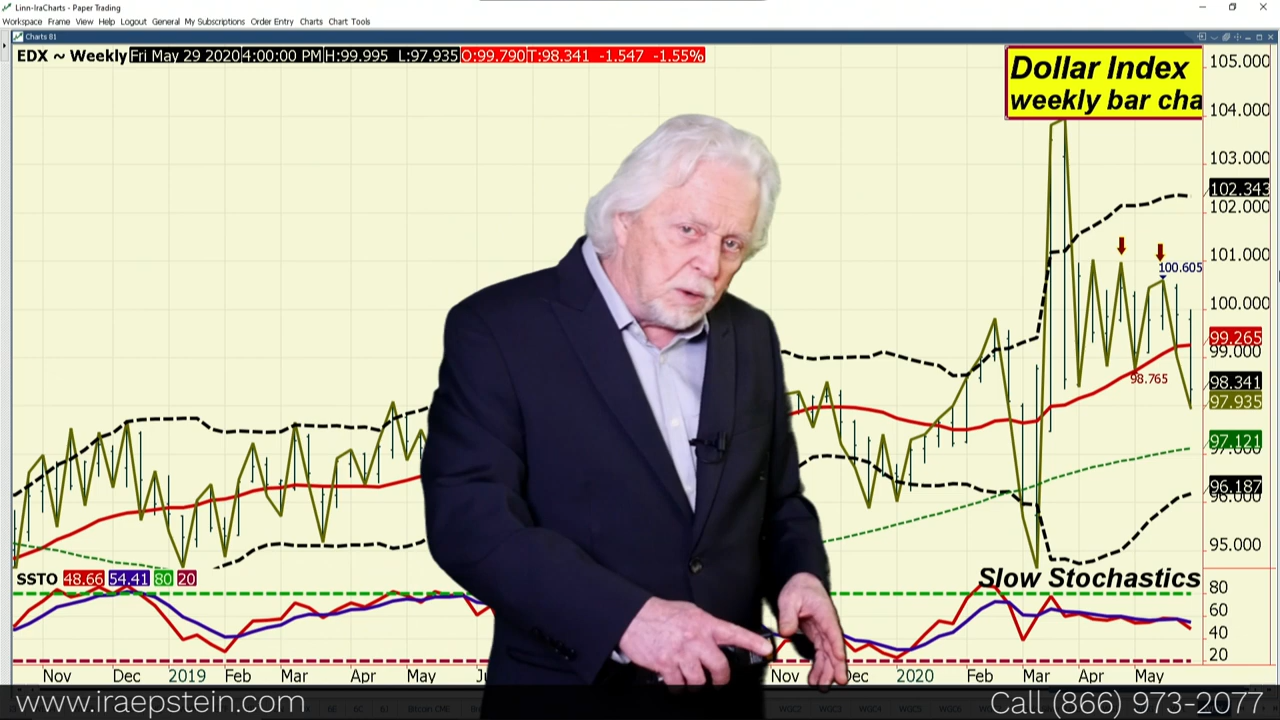 Linn-IraCharts - Paper Trading
Workspace Frame View Help Logout General My Subscriptions Order Entry Charts Chart Tools
Charts 81
EDX ~ Weekly Fri May 29 2020 4:00:00 PM H:99.995 L:97.935 O:99.790 T:98.341 -1.547 -1.55%
Dollar Index
weekly bar cha
105.000
104.000
103.000
102.343
102.000
101.000
100.605
100.000
99.265
99.000
98.765
98.341
97.935
97.121
97.000
96.187
96.000
95.000
SSTO 48.66 54.41 80 20
Slow Stochastics
80
60
40
20
Nov Dec 2019 Feb Mar Apr May Nov Dec 2020 Feb Mar Apr May
www.iraepstein.com
Call (866) 973-2077